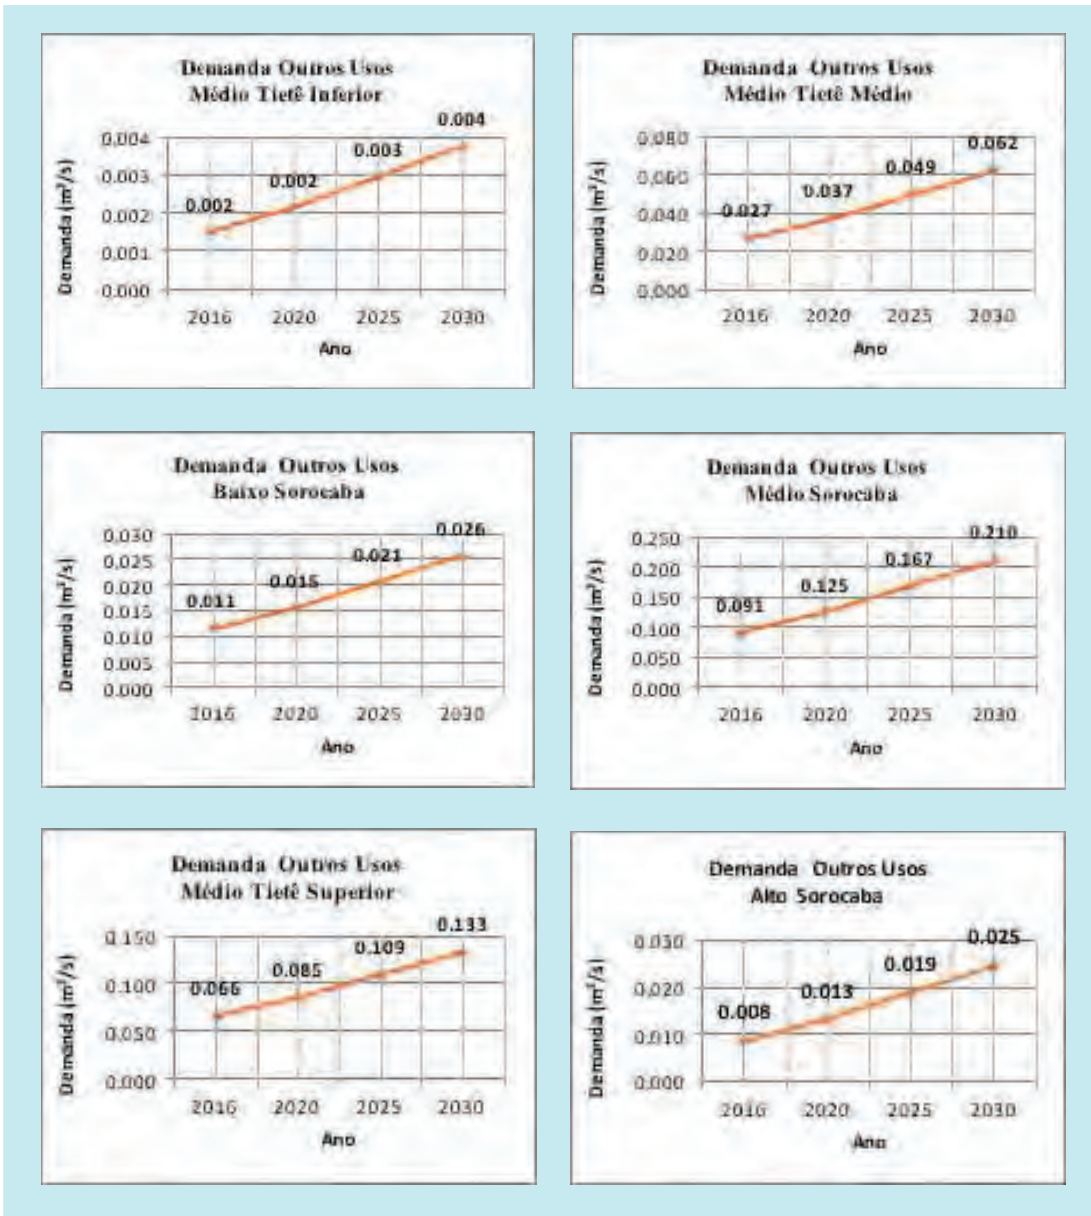 Demanda Outros Usos
Médio Tietê Inferior
Demanda (m³/s)
0.004
0.003
0.002
0.001
0.000
0.002
0.002
0.003
0.004
2016 2020 2025 2030
Ano
Demanda Outros Usos
Médio Tietê Médio
Demanda (m³/s)
0.080
0.060
0.040
0.020
0.000
0.027
0.037
0.049
0.062
2016 2020 2025 2030
Ano
Demanda Outros Usos
Baixo Sorocaba
Demanda (m³/s)
0.030
0.025
0.020
0.015
0.010
0.005
0.000
0.011
0.015
0.021
0.026
2016 2020 2025 2030
Ano
Demanda Outros Usos
Médio Sorocaba
Demanda (m³/s)
0.250
0.200
0.150
0.100
0.050
0.000
0.091
0.125
0.167
0.210
2016 2020 2025 2030
Ano
Demanda Outros Usos
Médio Tietê Superior
Demanda (m³/s)
0.150
0.100
0.050
0.000
0.066
0.085
0.109
0.133
2016 2020 2025 2030
Ano
Demanda Outros Usos
Alto Sorocaba
Demanda (m³/s)
0.030
0.020
0.010
0.000
0.008
0.013
0.019
0.025
2016 2020 2025 2030
Ano